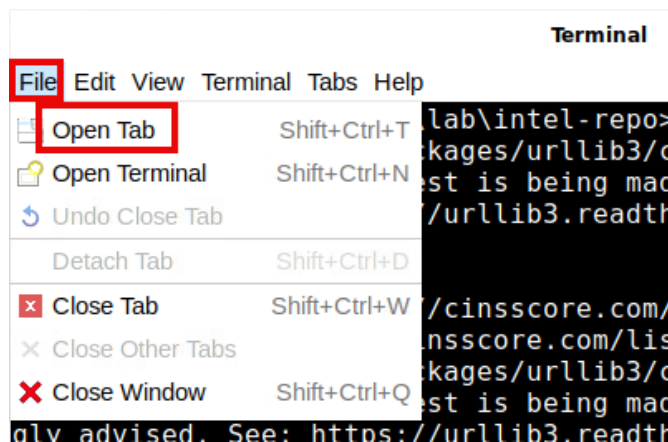 Terminal
File Edit View Terminal Tabs Help
Open Tab Shift+Ctrl+T
\lab\intel-repo>
Open Terminal Shift+Ctrl+N
kages/urllib3/
est is being
Undo Close Tab
/urllib3.readth
Detach Tab Shift+Ctrl+D
Close Tab Shift+Ctrl+W
/cinsscore.com/
Close Other Tabs
nsscore.com/lis
kages/urllib3/
Close Window Shift+Ctrl+Q
est is being
gly advised. See: https://urllib3.readth